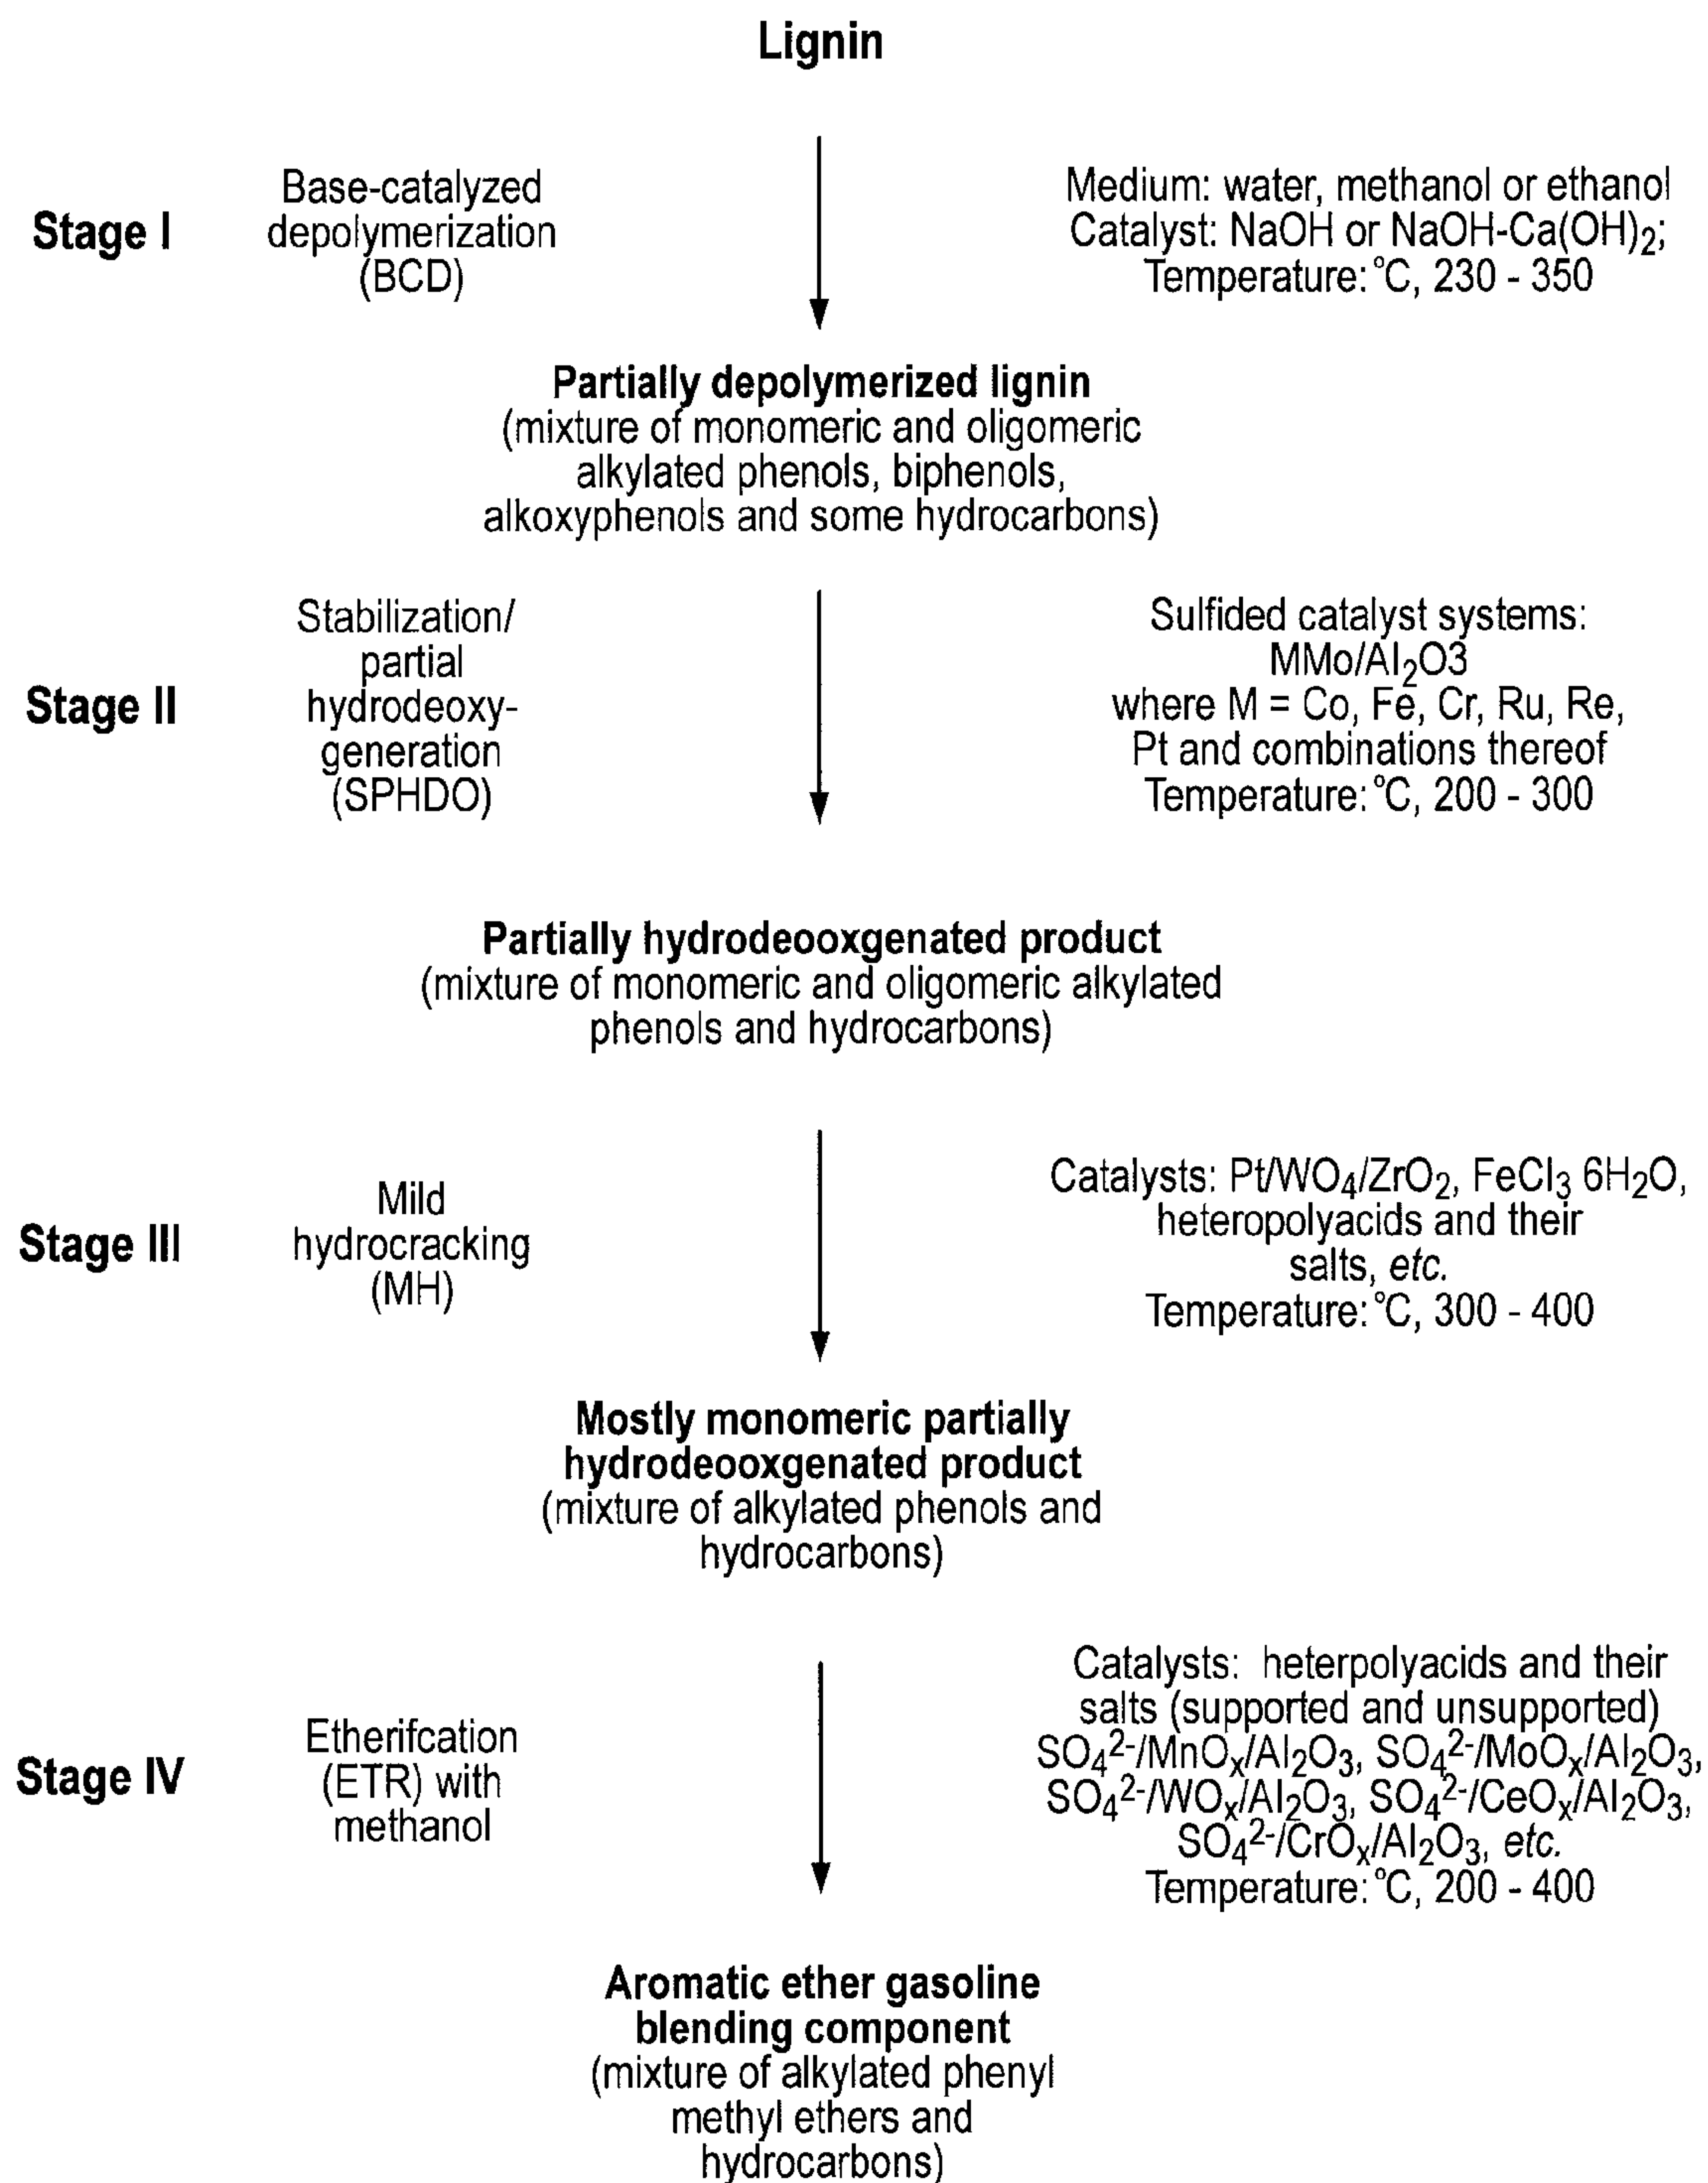 Lignin
Stage I
Base-catalyzed
depolymerization
(BCD)
Medium: water, methanol or ethanol
Catalyst: NaOH or NaOH-Ca(OH)₂;
Temperature: °C, 230 - 350
Partially depolymerized lignin
(mixture of monomeric and oligomeric
alkylated phenols, biphenols,
alkoxyphenols and some hydrocarbons)
Stage II
Stabilization/
partial
hydrodeoxy-
generation
(SPHDO)
Sulfided catalyst systems:
MMo/Al₂O3
where M = Co, Fe, Cr, Ru, Re,
Pt and combinations thereof
Temperature: °C, 200 - 300
Partially hydrodeooxgenated product
(mixture of monomeric and oligomeric alkylated
phenols and hydrocarbons)
Stage III
Mild
hydrocracking
(MH)
Catalysts: Pt/WO₄/ZrO₂, FeCl₃ 6H₂O,
heteropolyacids and their
salts, etc.
Temperature: °C, 300 - 400
Mostly monomeric partially
hydrodeooxgenated product
(mixture of alkylated phenols and
hydrocarbons)
Stage IV
Etherifcation
(ETR) with
methanol
Catalysts: heterpolyacids and their
salts (supported and unsupported)
SO₄²⁻/MnOₓ/Al₂O₃, SO₄²⁻/MoOₓ/Al₂O₃,
SO₄²⁻/WOₓ/Al₂O₃, SO₄²⁻/CeOₓ/Al₂O₃,
SO₄²⁻/CrOₓ/Al₂O₃, etc.
Temperature: °C, 200 - 400
Aromatic ether gasoline
blending component
(mixture of alkylated phenyl
methyl ethers and
hydrocarbons)